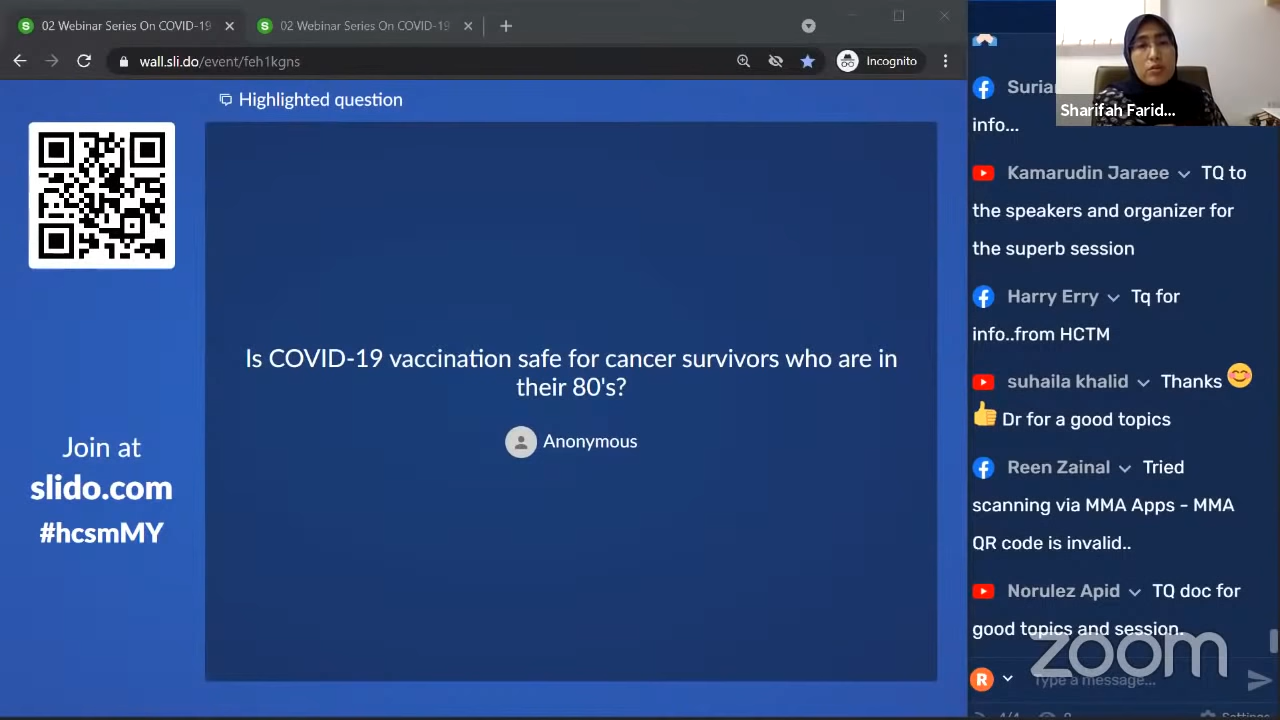 02 Webinar Series On COVID-19
02 Webinar Series On COVID-19
wall.sli.do/event/feh1kgns
Incognito
Highlighted question
Is COVID-19 vaccination safe for cancer survivors who are in
their 80's?
Anonymous
Join at
slido.com
#hcsmMY
Sharifah Farid...
info...
Kamarudin Jaraee TQ to
the speakers and organizer for
the superb session
Harry Erry Tq for
info..from HCTM
suhaila khalid Thanks
Dr for a good topics
Reen Zainal Tried
scanning via MMA Apps - MMA
QR code is invalid..
Norulez Apid TQ doc for
good topics and session.
zoom
R
Type a message...